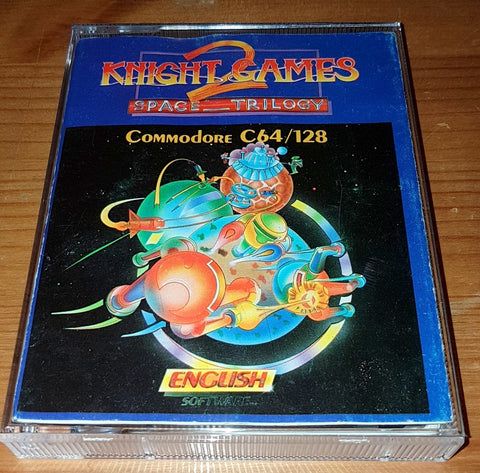 KNIGHT GAMES
2
SPACE TRILOGY
COMMODORE C64/128
ENGLISH
SOFTWARE